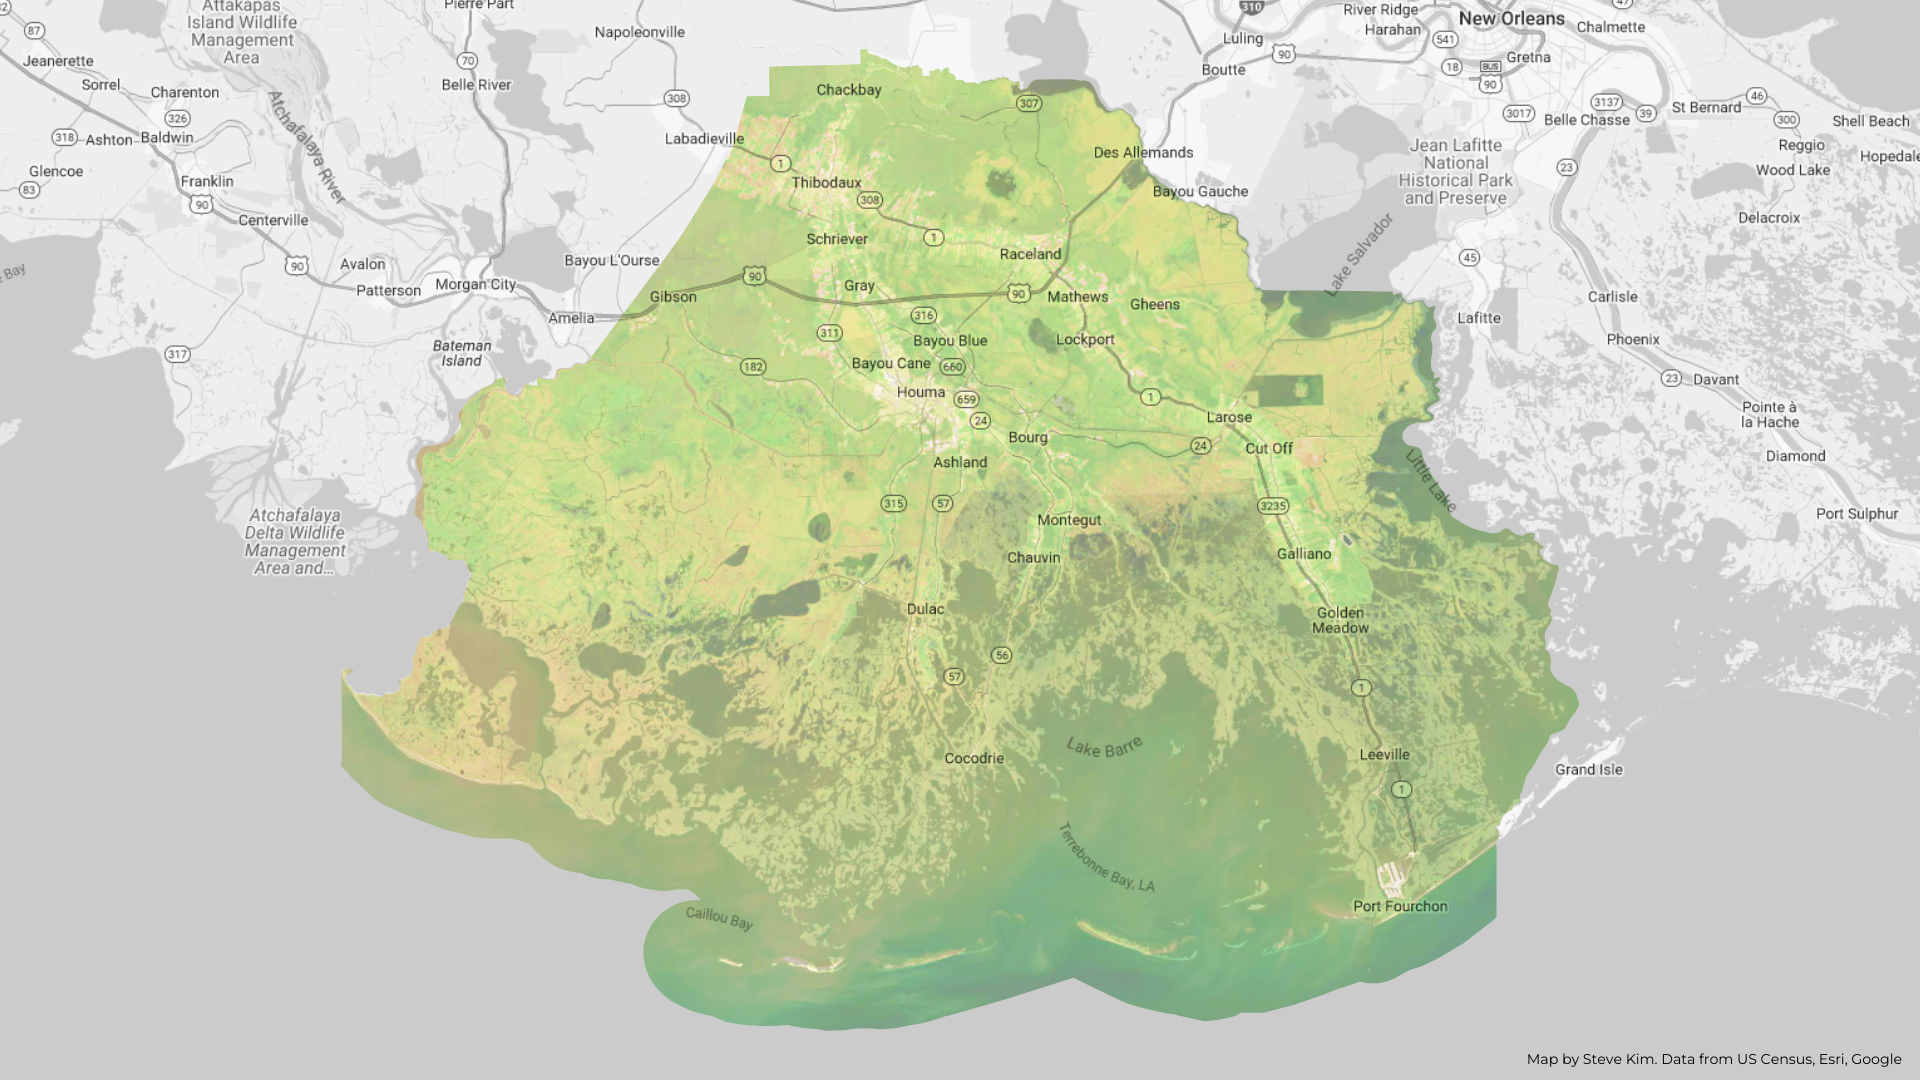 Attakapas
Island Wildlife
Management
Area
Pierre Part
Napoleonville
310
River Ridge
Harahan
New Orleans
47
Chalmette
87
Jeanerette
70
Belle River
Luling
90
541
Gretna
Boutte
18
BUS
90
Sorrel
Charenton
326
308
Chackbay
307
3017
3137
Belle Chasse
39
St Bernard
46
300
Shell Beach
318
Ashton
Baldwin
Atchafalaya River
Labadieville
1
Des Allemands
Jean Lafitte
National
Historical Park
and Preserve
23
Reggio
Hopedale
Wood Lake
Glencoe
83
Franklin
90
Thibodaux
308
Bayou Gauche
Centerville
Schriever
1
Raceland
Lake Salvador
Delacroix
Bay
90
Avalon
Patterson
Morgan City
Bayou L'Ourse
90
Gibson
Gray
90
Mathews
Gheens
45
Carlisle
Amelia
316
Lafitte
317
Bateman
Island
311
Bayou Blue
Lockport
Phoenix
182
Bayou Cane
660
Houma
659
24
1
Larose
23
Davant
Pointe à
la Hache
Bourg
24
Cut Off
Diamond
Ashland
Little Lake
315
57
3235
Port Sulphur
Atchafalaya
Delta Wildlife
Management
Area and...
Montegut
Chauvin
Galliano
Dulac
Golden
Meadow
56
57
1
Lake Barre
Cocodrie
Leeville
Grand Isle
1
Terrebonne Bay, LA
Caillou Bay
Port Fourchon
Map by Steve Kim. Data from US Census, Esri, Google